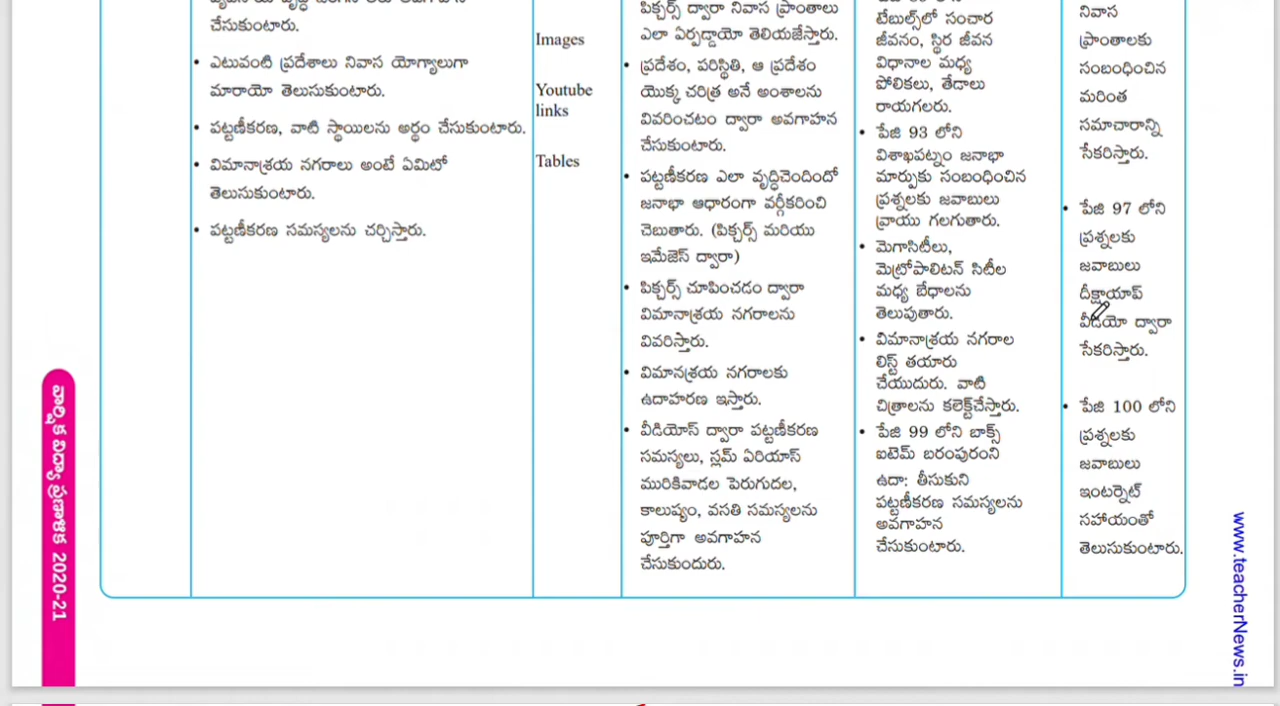 చేసుకుంటారు.
• ఎటువంటి ప్రదేశాలు నివాస యోగ్యాలుగా
మారాయో తెలుసుకుంటారు.
• పట్టణీకరణ, వాటి స్థాయిలను అర్థం చేసుకుంటారు.
• విమానాశ్రయ నగరాలు అంటే ఏమిటో
తెలుసుకుంటారు.
• పట్టణీకరణ సమస్యలను చర్చిస్తారు.
Images
Youtube
links
Tables
పిక్చర్స్ ద్వారా నివాస ప్రాంతాలు
ఎలా ఏర్పడ్డాయో తెలియజేస్తారు.
• ప్రదేశం, పరిస్థితి, ఆ ప్రదేశం
యొక్క చరిత్ర అనే అంశాలను
వివరించటం ద్వారా అవగాహన
చేసుకుంటారు.
• పట్టణీకరణ ఎలా వృద్ధిచెందిందో
జనాభా ఆధారంగా వర్గీకరించి
చెబుతారు. (పిక్చర్స్ మరియు
ఇమేజెస్ ద్వారా)
• పిక్చర్స్ చూపించడం ద్వారా
విమానాశ్రయ నగరాలను
వివరిస్తారు.
• విమానశ్రయ నగరాలకు
ఉదాహరణ ఇస్తారు.
• వీడియోస్ ద్వారా పట్టణీకరణ
సమస్యలు, స్లమ్ ఏరియాస్
మురికివాడల పెరుగుదల,
కాలుష్యం, వసతి సమస్యలను
పూర్తిగా అవగాహన
చేసుకుందురు.
టేబుల్స్‌లో సంచార
జీవనం, స్థిర జీవన
విధానాల మధ్య
పోలికలు, తేడాలు
రాయగలరు.
• పేజి 93 లోని
విశాఖపట్నం జనాభా
మార్పుకు సంబంధించిన
ప్రశ్నలకు జవాబులు
వ్రాయు గలగుతారు.
• మెగాసిటీలు,
మెట్రోపాలిటన్ సిటీల
మధ్య బేధాలను
తెలుపుతారు.
• విమానాశ్రయ నగరాల
లిస్ట్ తయారు
చేయుదురు. వాటి
చిత్రాలను కలెక్ట్‌చేస్తారు.
• పేజి 99 లోని బాక్స్
ఐటెమ్ బరంపురంని
ఉదా: తీసుకుని
పట్టణీకరణ సమస్యలను
అవగాహన
చేసుకుంటారు.
నివాస
ప్రాంతాలకు
సంబంధించిన
మరింత
సమాచారాన్ని
సేకరిస్తారు.
• పేజి 97 లోని
ప్రశ్నలకు
జవాబులు
దీక్షాయాప్
వీడియో ద్వారా
సేకరిస్తారు.
• పేజి 100 లోని
ప్రశ్నలకు
జవాబులు
ఇంటర్నెట్
సహాయంతో
తెలుసుకుంటారు.
వార్షిక విద్యా ప్రణాళిక 2020-21
www.teacherNews.in